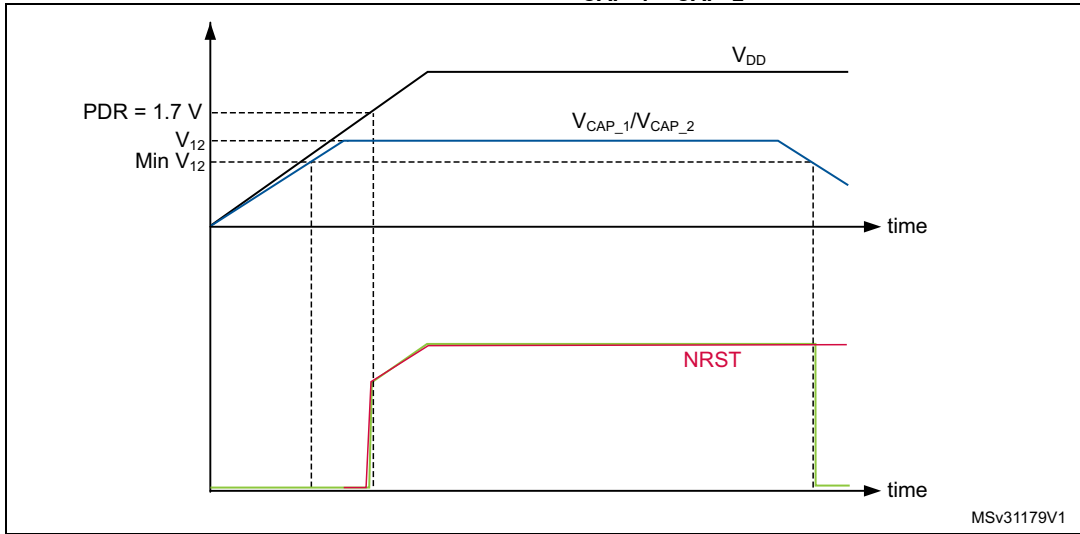 V_DD
PDR = 1.7 V
V_CAP_1/V_CAP_2
V_12
Min V_12
time
NRST
time
MSv31179V1